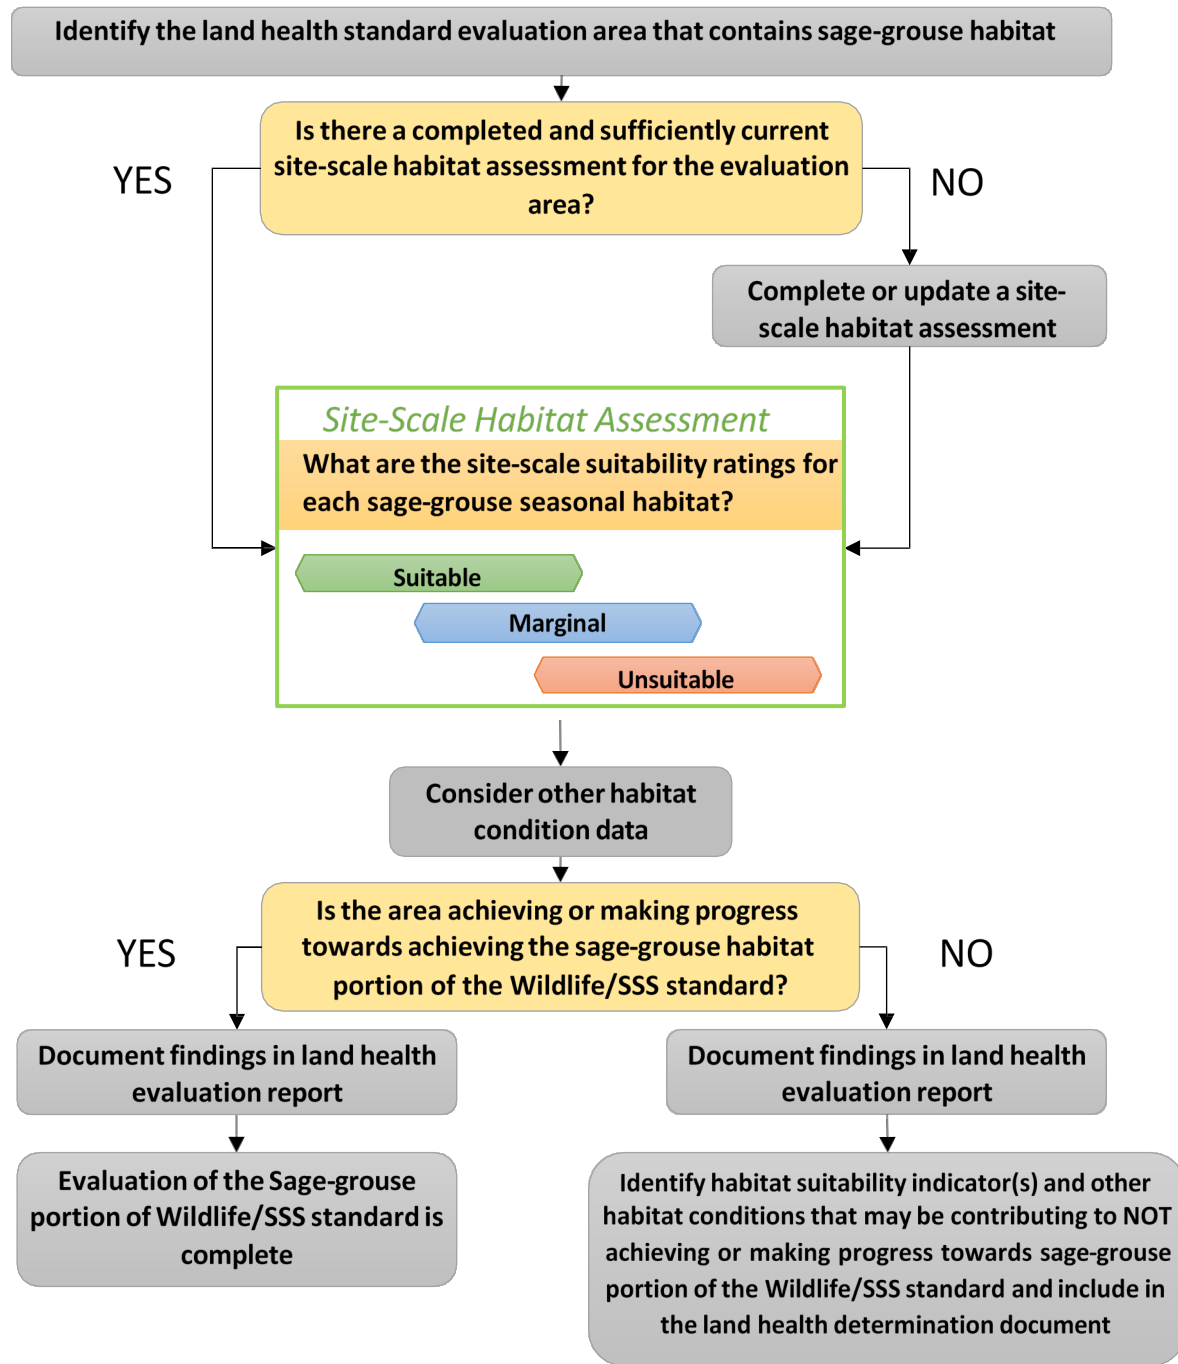 Identify the land health standard evaluation area that contains sage-grouse habitat
Is there a completed and sufficiently current
site-scale habitat assessment for the evaluation
area?
YES
NO
Complete or update a site-
scale habitat assessment
Site-Scale Habitat Assessment
What are the site-scale suitability ratings for
each sage-grouse seasonal habitat?
Suitable
Marginal
Unsuitable
Consider other habitat
condition data
Is the area achieving or making progress
towards achieving the sage-grouse habitat
portion of the Wildlife/SSS standard?
YES
NO
Document findings in land health
evaluation report
Document findings in land health
evaluation report
Evaluation of the Sage-grouse
portion of Wildlife/SSS standard is
complete
Identify habitat suitability indicator(s) and other
habitat conditions that may be contributing to NOT
achieving or making progress towards sage-grouse
portion of the Wildlife/SSS standard and include in
the land health determination document